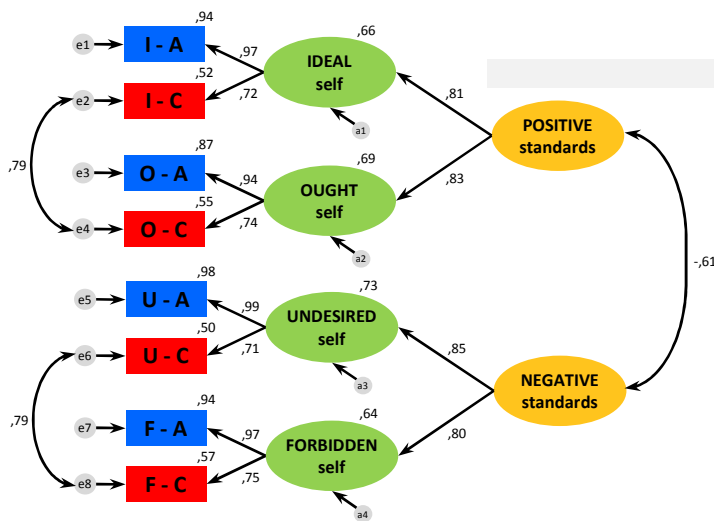 ,94
e1
I - A
,97
,66
IDEAL
self
,52
,72
e2
I - C
a1
,81
POSITIVE
standards
,79
,87
e3
O - A
,94
,69
OUGHT
self
,83
,55
,74
e4
O - C
a2
-,61
,98
e5
U - A
,99
,73
UNDESIRED
self
,50
,71
e6
U - C
a3
,85
NEGATIVE
standards
,79
,94
e7
F - A
,97
,64
FORBIDDEN
self
,80
,57
,75
e8
F - C
a4